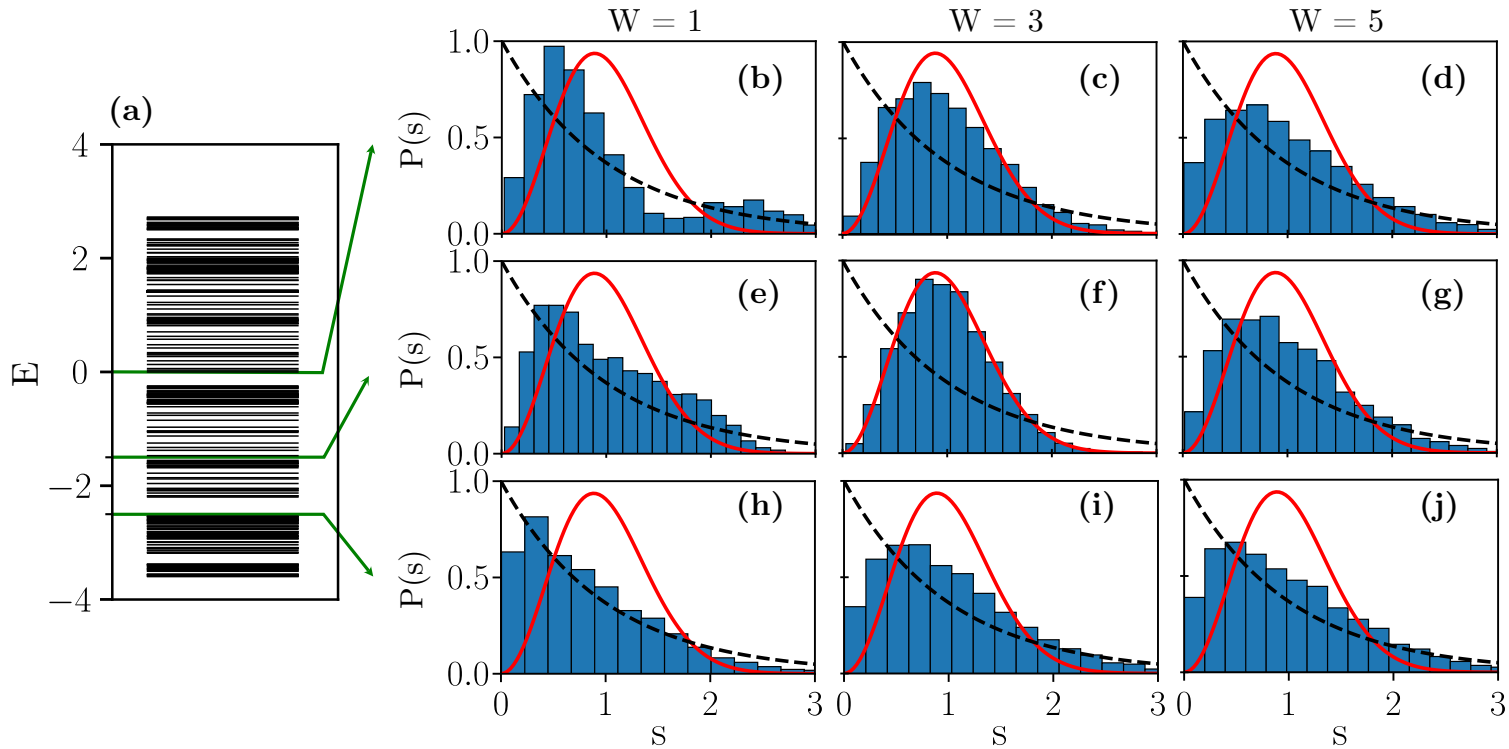 W = 1
W = 3
W = 5
(a)
E
4
2
0
−2
−4
P(s)
1.0
0.5
0.0
(b)
(c)
(d)
P(s)
1.0
0.5
0.0
(e)
(f)
(g)
P(s)
1.0
0.5
0.0
(h)
(i)
(j)
0 1 2 3
0 1 2 3
0 1 2 3
s
s
s